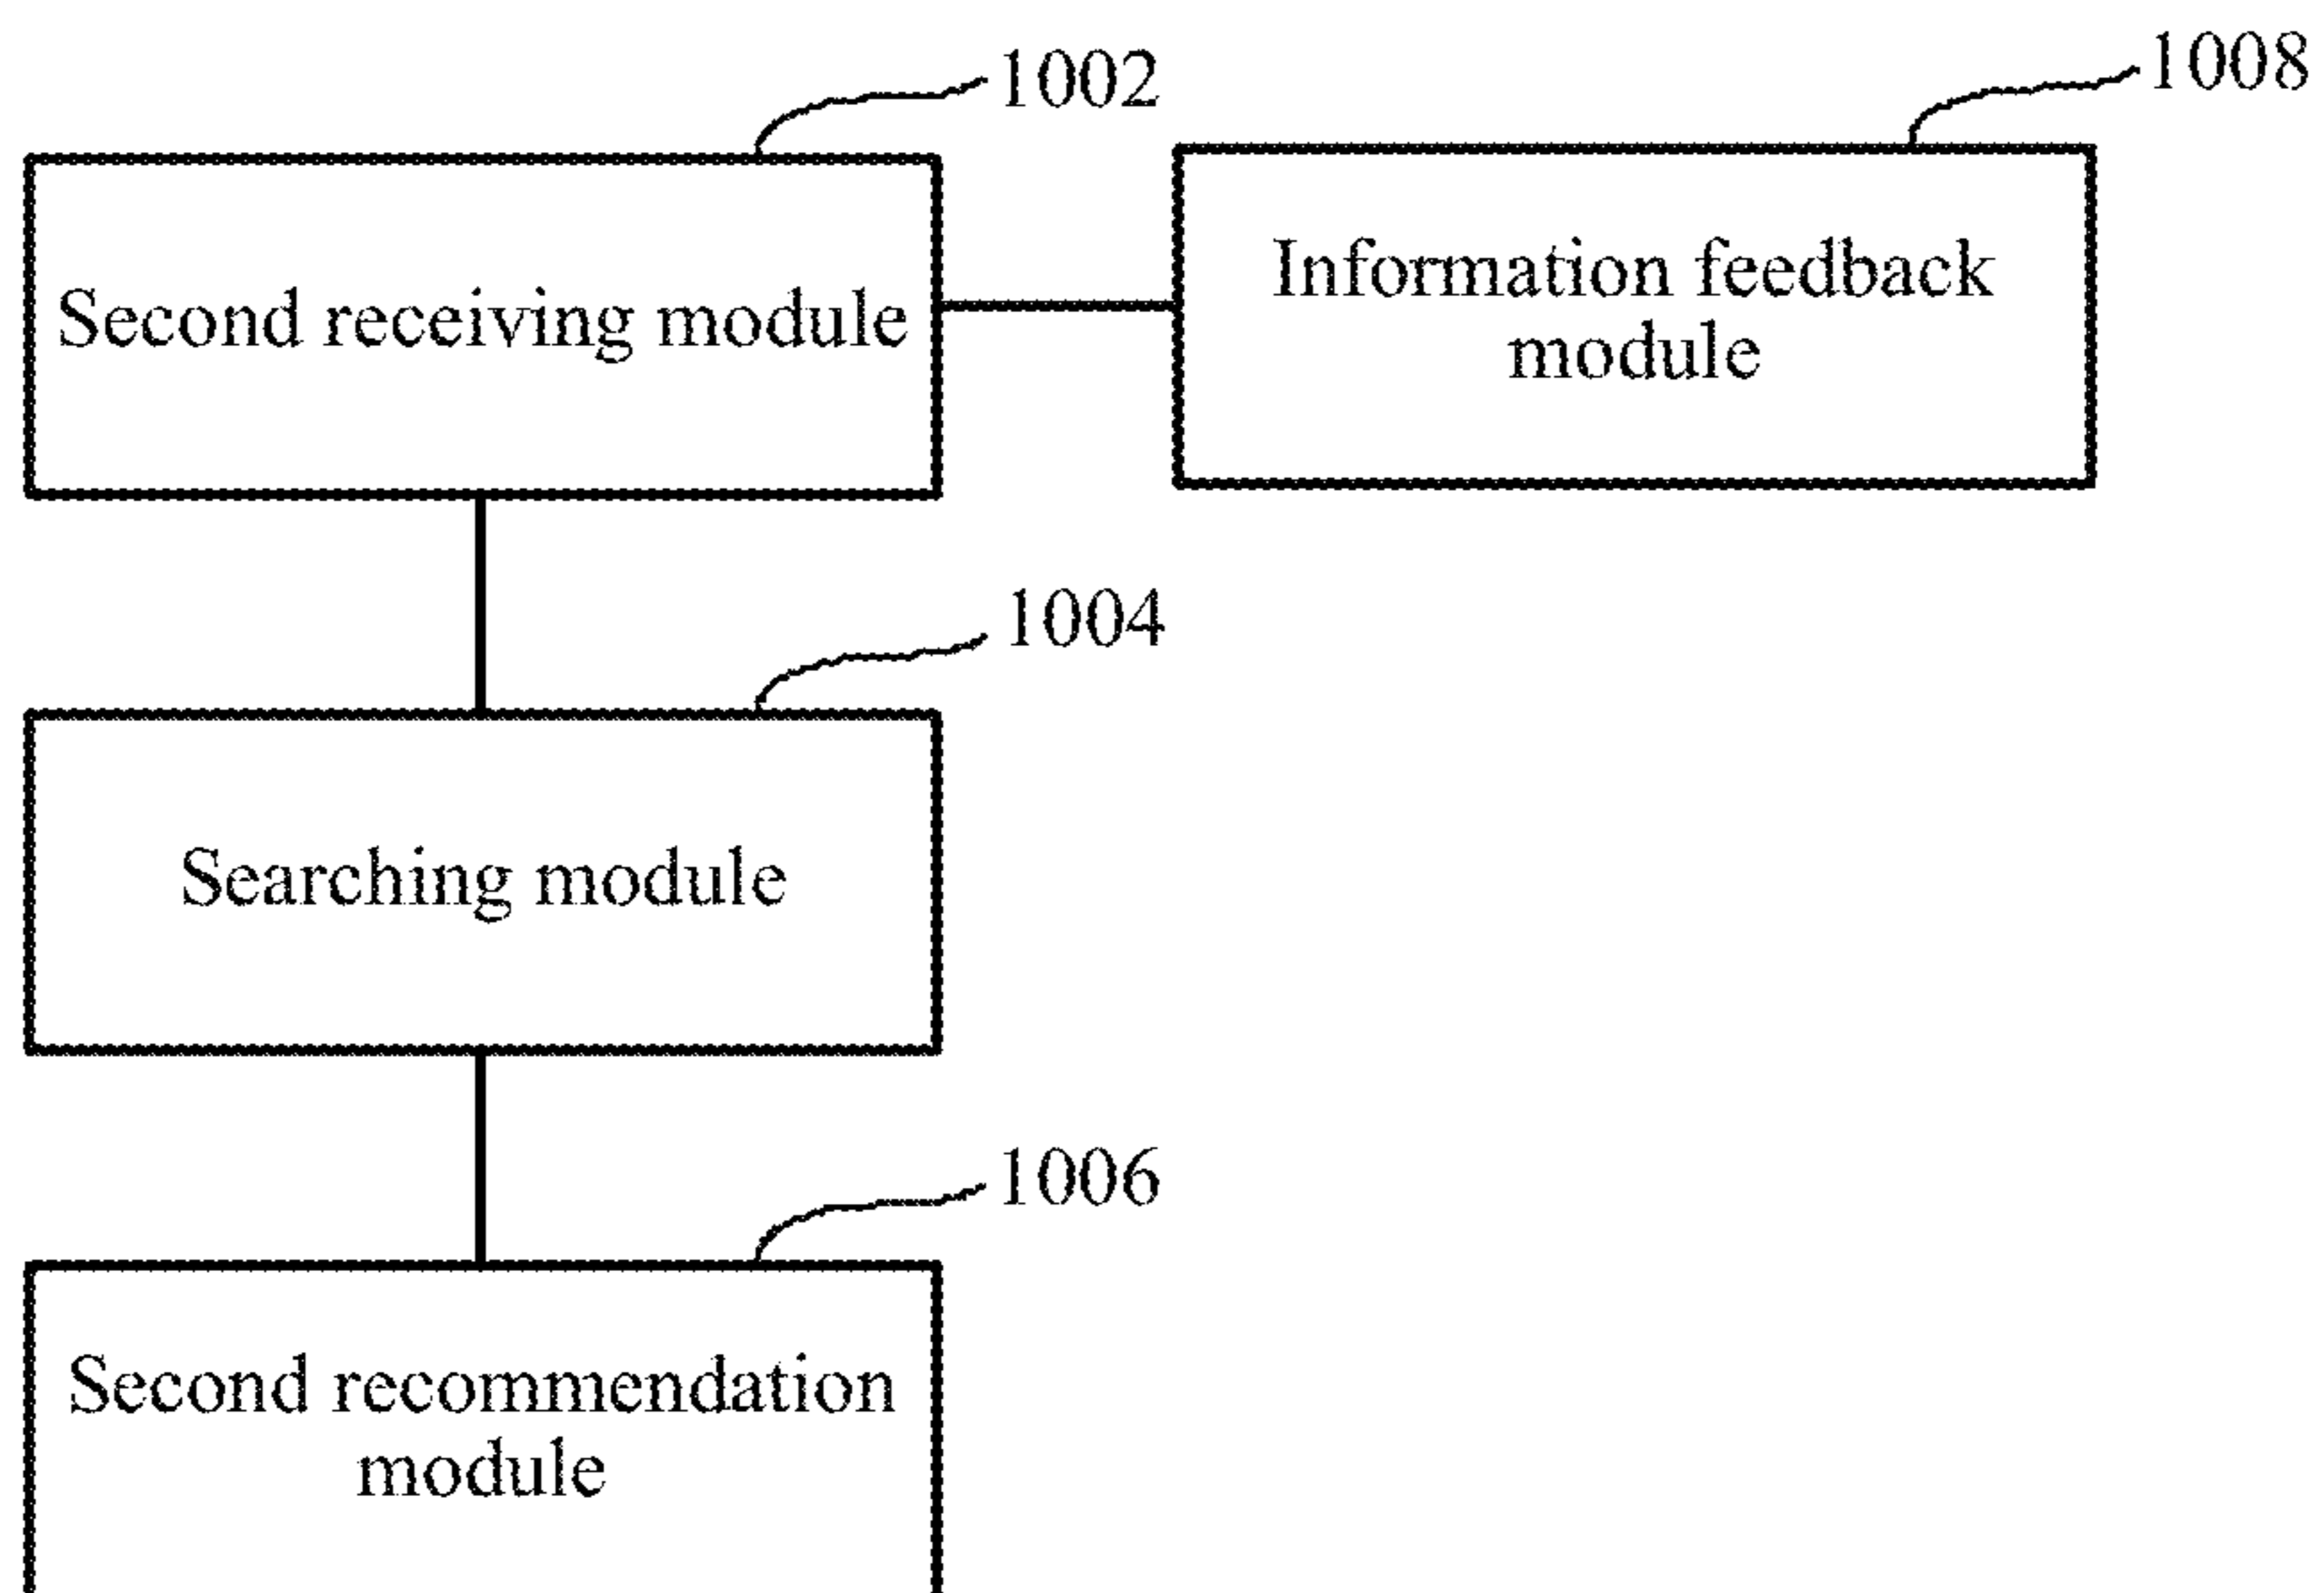 1002
1008
Second receiving module
Information feedback
module
1004
Searching module
1006
Second recommendation
module